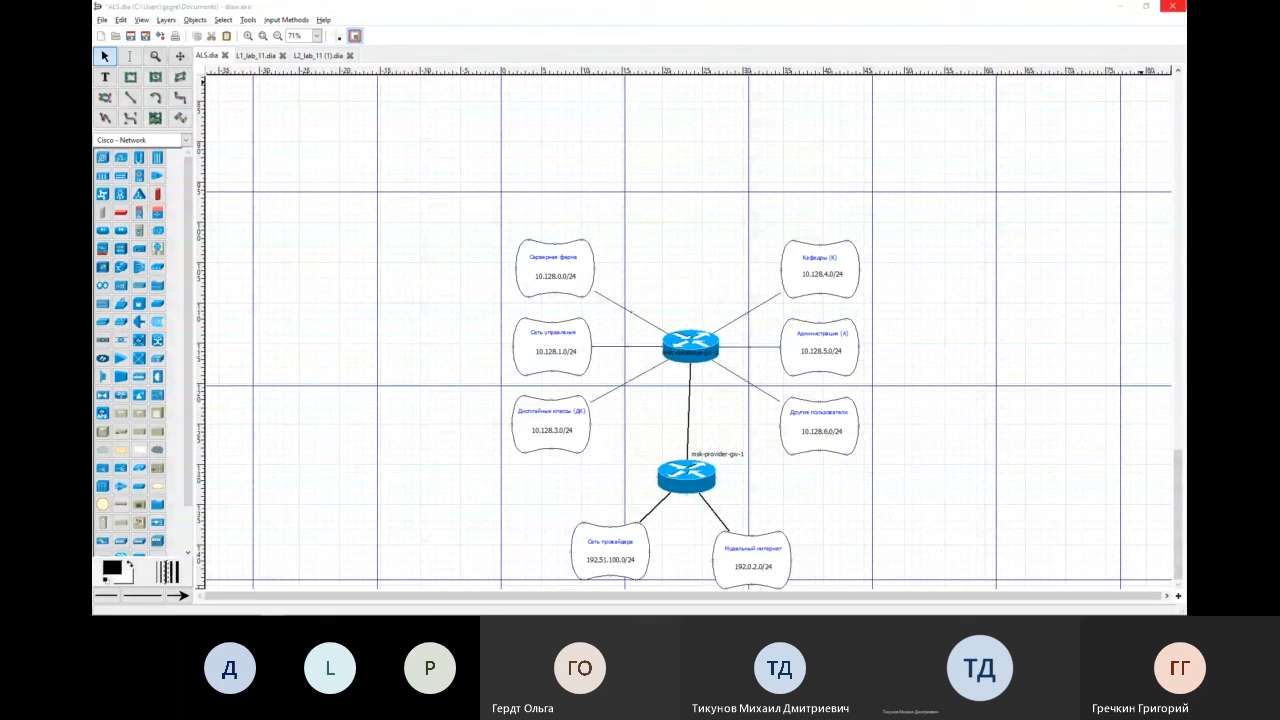 *ALS.dia (C:\Users\gsgre\Documents) - diaw.exe
File Edit View Layers Objects Select Tools Input Methods Help
71%
ALS.dia L1_lab_11.dia L2_lab_11 (1).dia
Cisco - Network
Серверная ферма
10.128.0.0/24
Кафедры (К)
10.128.4.0/24
Сеть управления
10.128.1.0/24
Администрация (А)
10.128.5.0/24
Дисплейные классы (ДК)
10.128.3.0/24
Другие пользователи
10.128.6.0/24
msk-provider-gw-1
Сеть провайдера
192.51.100.0/24
Модельный интернет
192.0.2.0/24
Д L Р ГО ТД ТД ГГ
Гердт Ольга
Тикунов Михаил Дмитриевич
Тикунов Михаил Дмитриевич
Гречкин Григорий